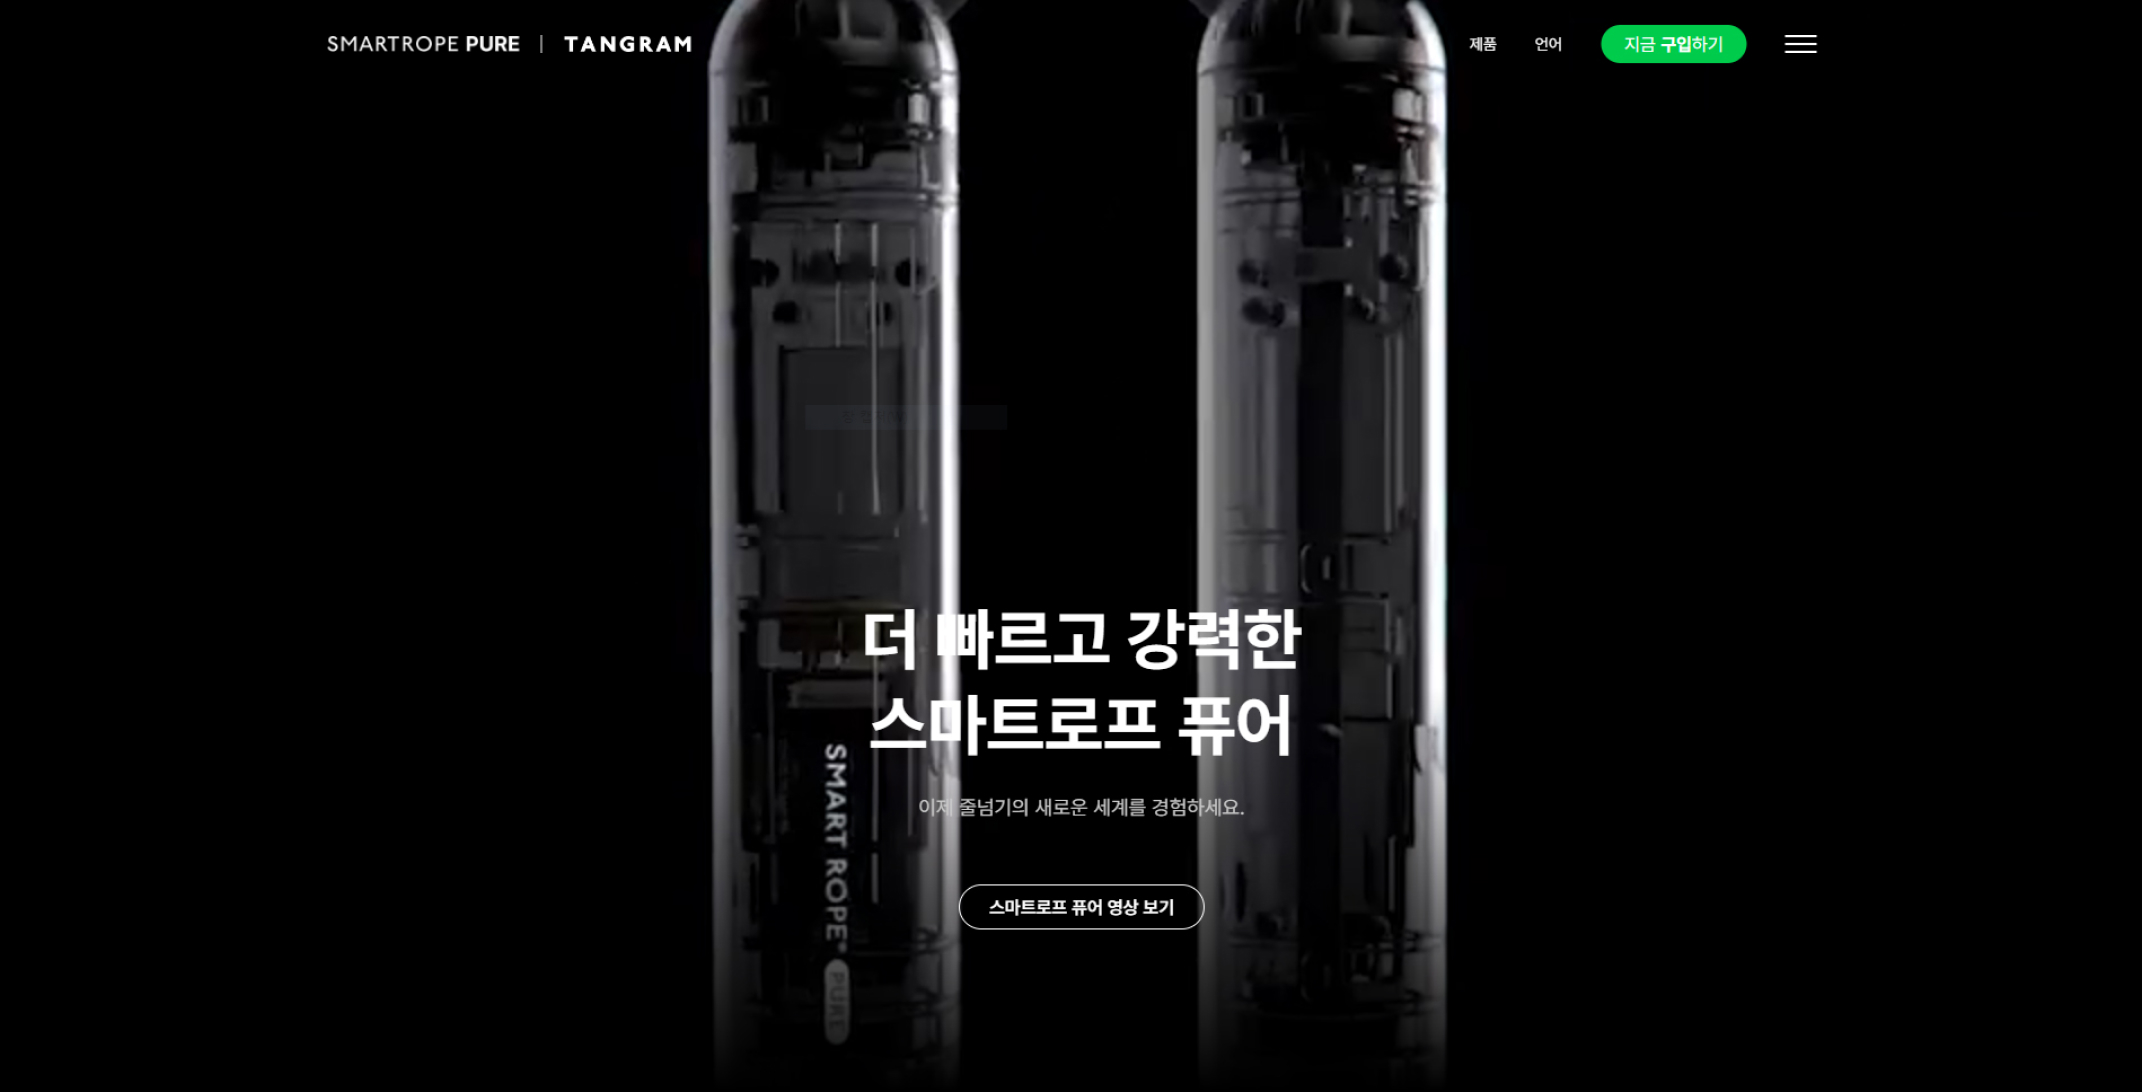 SMARTROPE PURE | TANGRAM
제품
언어
지금 구입하기
더 빠르고 강력한
스마트로프 퓨어
이제 줄넘기의 새로운 세계를 경험하세요.
스마트로프 퓨어 영상 보기
SMART ROPE®
PURE